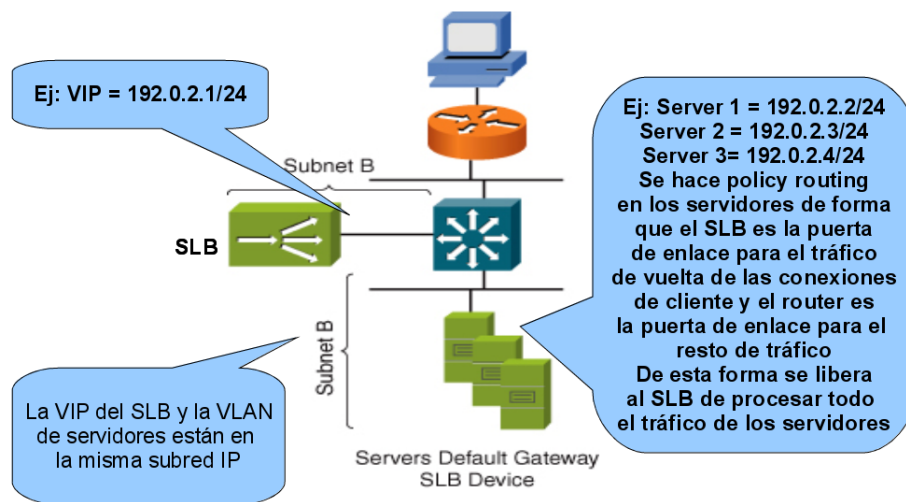 Ej: VIP = 192.0.2.1/24
Ej: Server 1 = 192.0.2.2/24
Server 2 = 192.0.2.3/24
Server 3= 192.0.2.4/24
Se hace policy routing
en los servidores de forma
que el SLB es la puerta
de enlace para el tráfico
de vuelta de las conexiones
de cliente y el router es
la puerta de enlace para el
resto de tráfico
De esta forma se libera
al SLB de procesar todo
el tráfico de los servidores
Subnet B
SLB
Subnet B
La VIP del SLB y la VLAN
de servidores están en
la misma subred IP
Servers Default Gateway
SLB Device